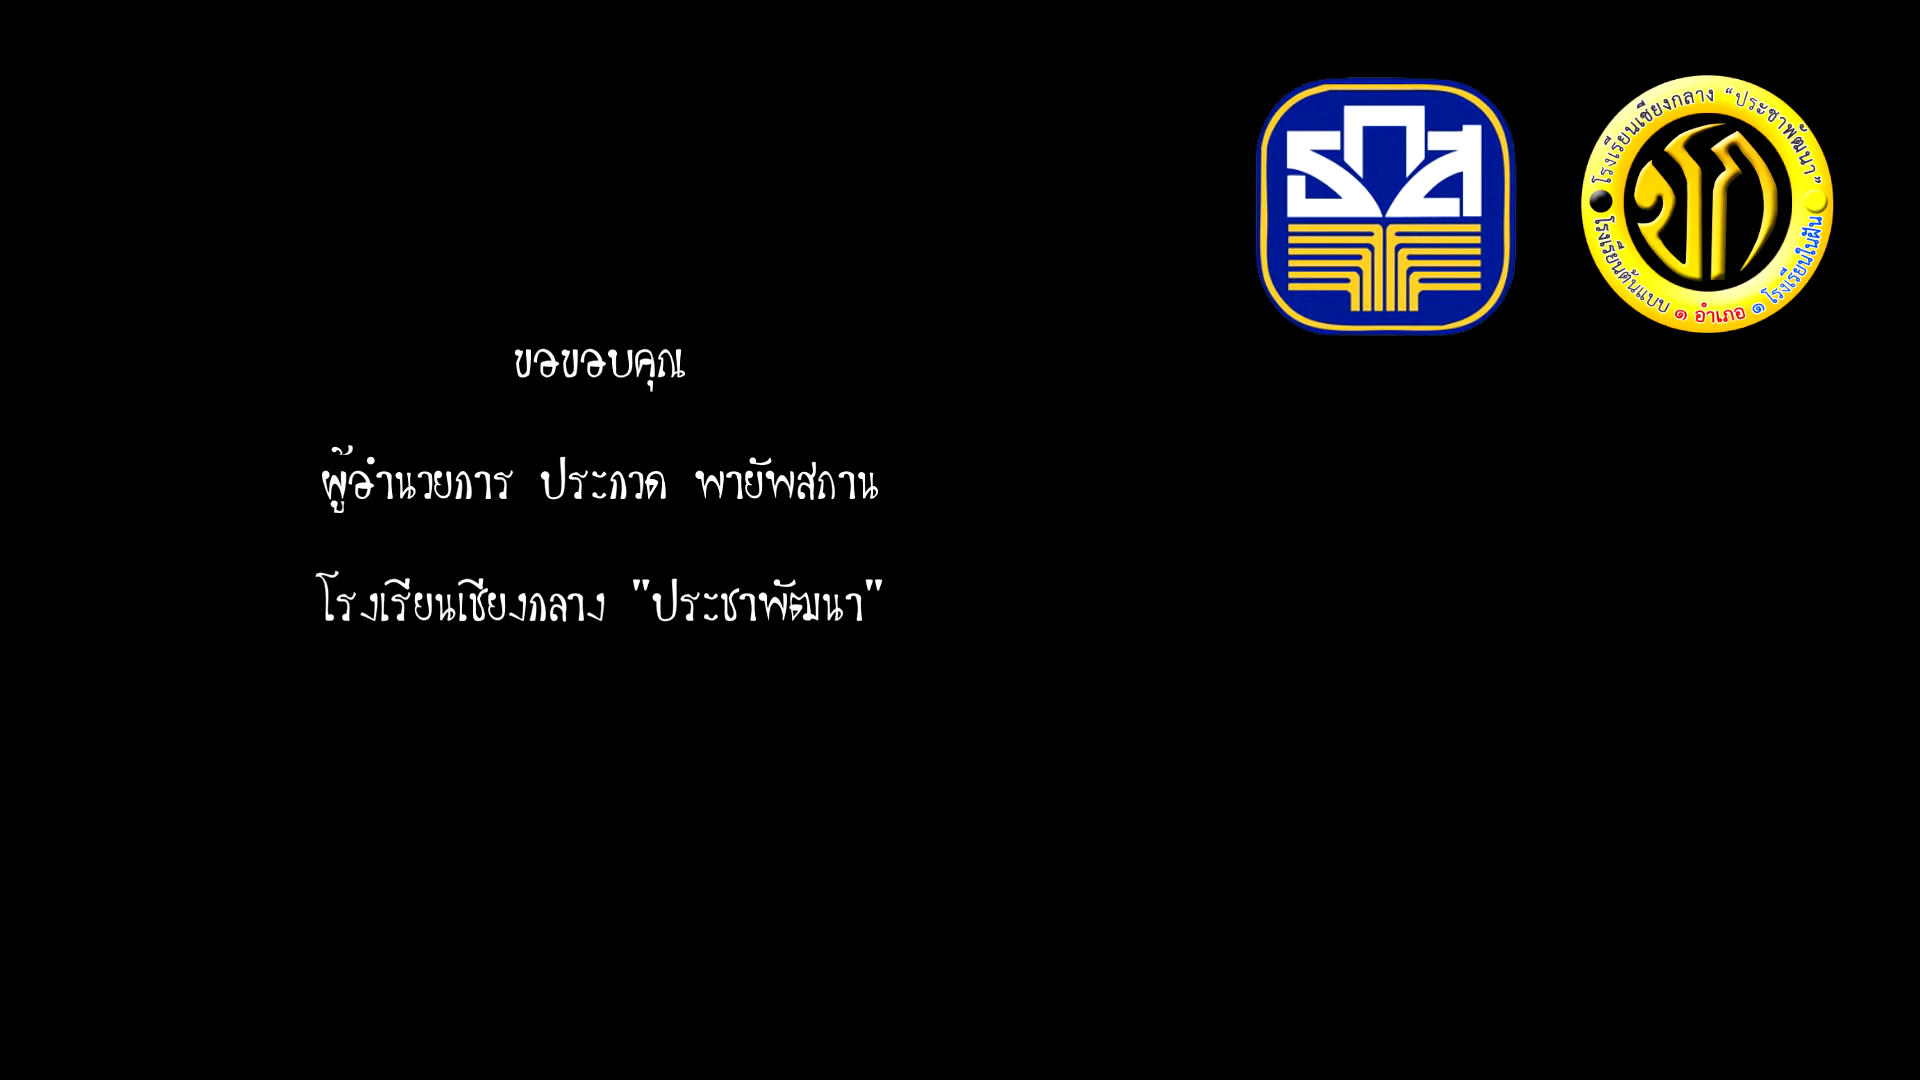 ธกส
โรงเรียนเชียงกลาง “ประชาพัฒนา”
ชก
โรงเรียนต้นแบบ ๑ อำเภอ ๑ โรงเรียนในฝัน
ขอขอบคุณ
ผู้อำนวยการ ประกวด พายัพสถาน
โรงเรียนเชียงกลาง "ประชาพัฒนา"